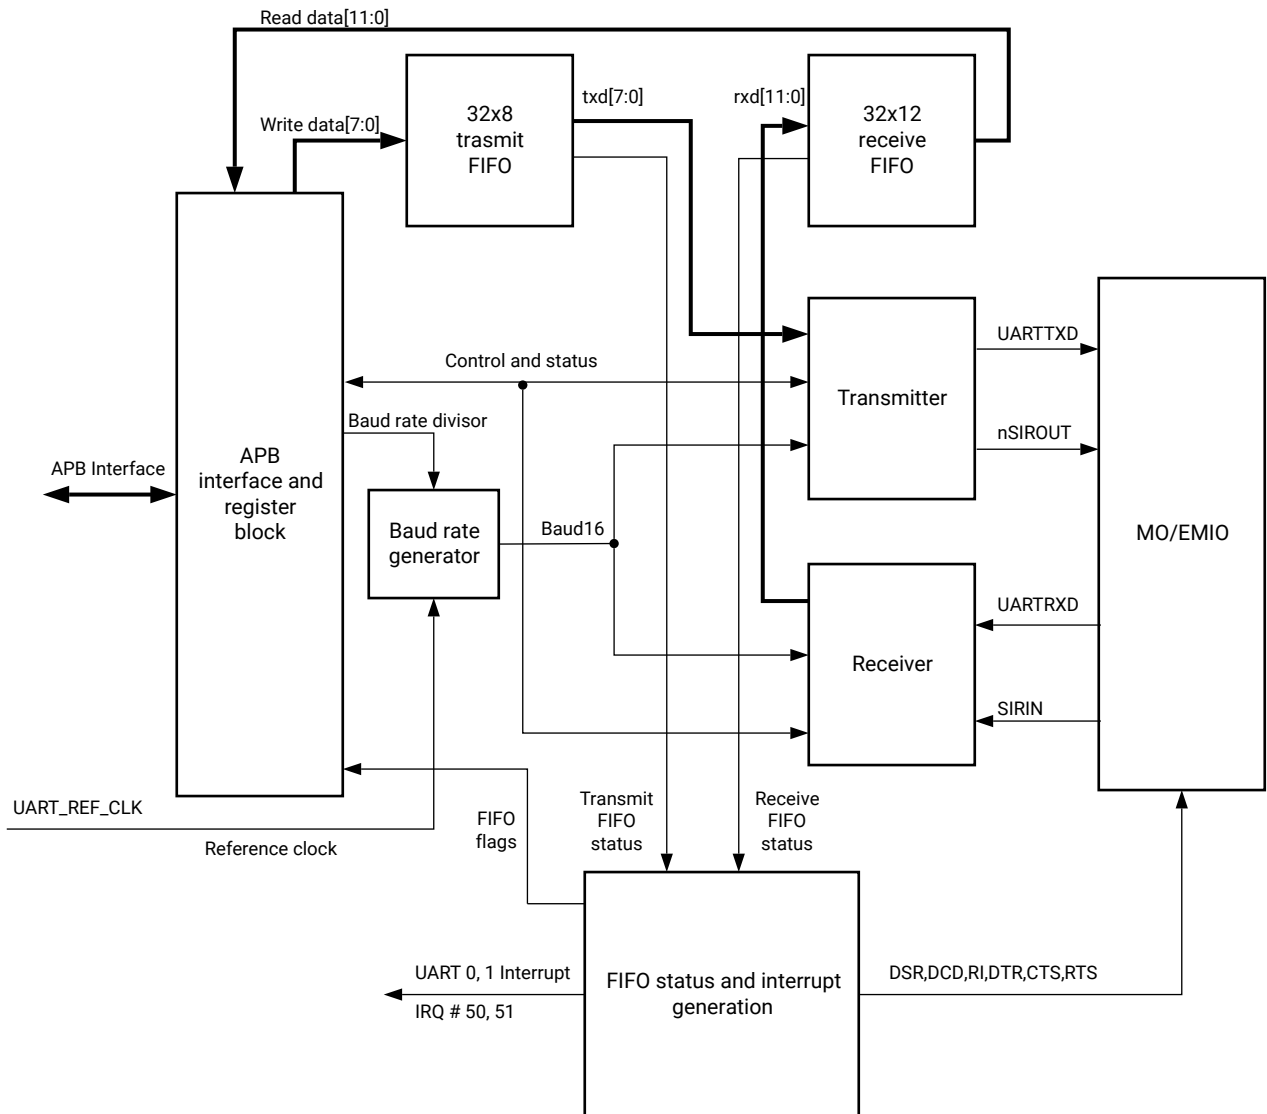 Read data[11:0]
32x8
trasmit
FIFO
txd[7:0]
rxd[11:0]
32x12
receive
FIFO
Write data[7:0]
UARTTXD
Control and status
Transmitter
Baud rate divisor
nSIROUT
APB Interface
APB
interface and
register
block
Baud rate
generator
Baud16
MO/EMIO
UARTRXD
Receiver
SIRIN
UART_REF_CLK
Reference clock
FIFO
flags
Transmit
FIFO
status
Receive
FIFO
status
UART 0, 1 Interrupt
IRQ # 50, 51
FIFO status and interrupt
generation
DSR,DCD,RI,DTR,CTS,RTS